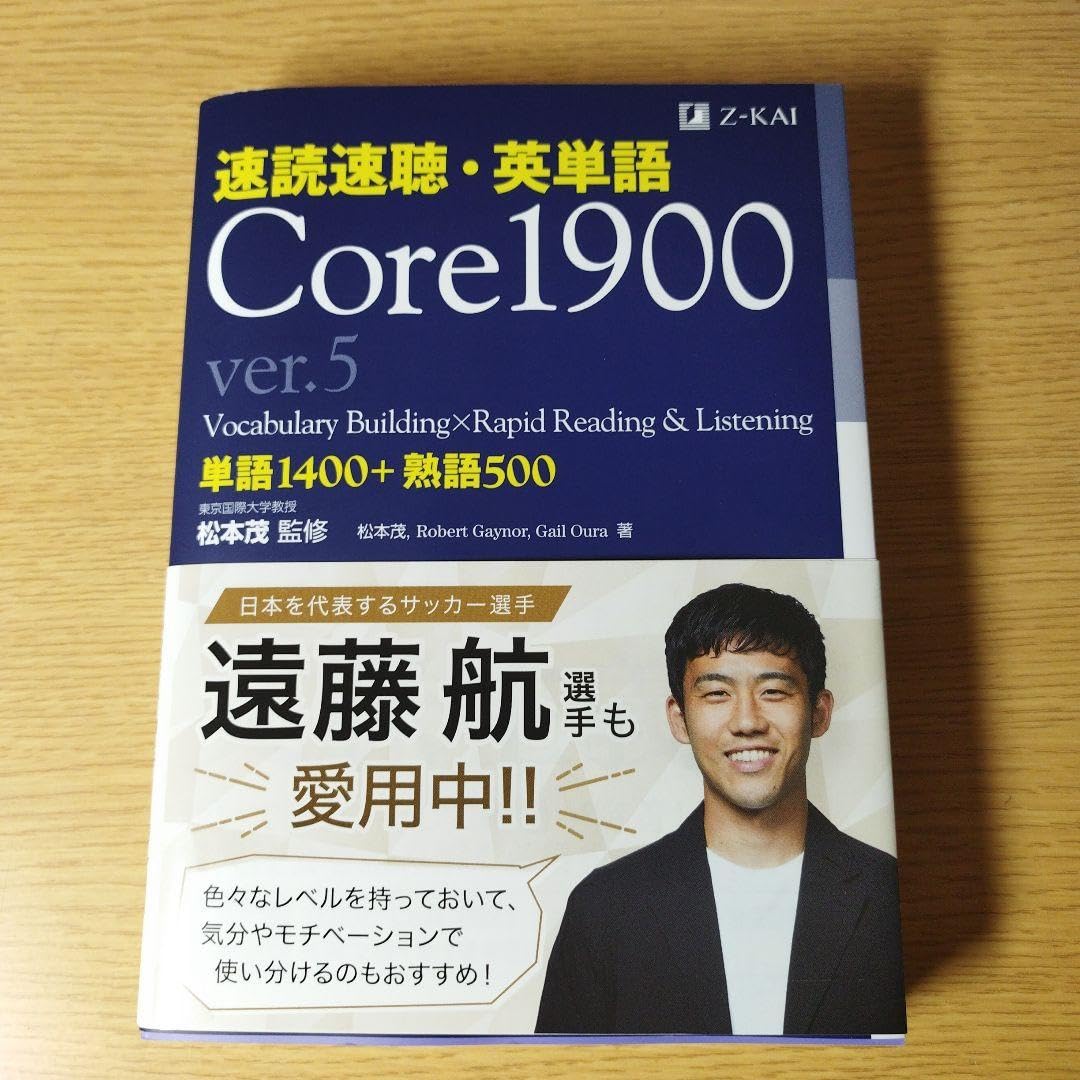 Z-KAI
速読速聴・英単語
Core1900
ver.5
Vocabulary Building×Rapid Reading & Listening
単語1400+ 熟語500
東京国際大学教授
松本茂 監修 松本茂, Robert Gaynor, Gail Oura 著
日本を代表するサッカー選手
遠藤 航選手も
愛用中!!
色々なレベルを持っておいて、
気分やモチベーションで
使い分けるのもおすすめ!